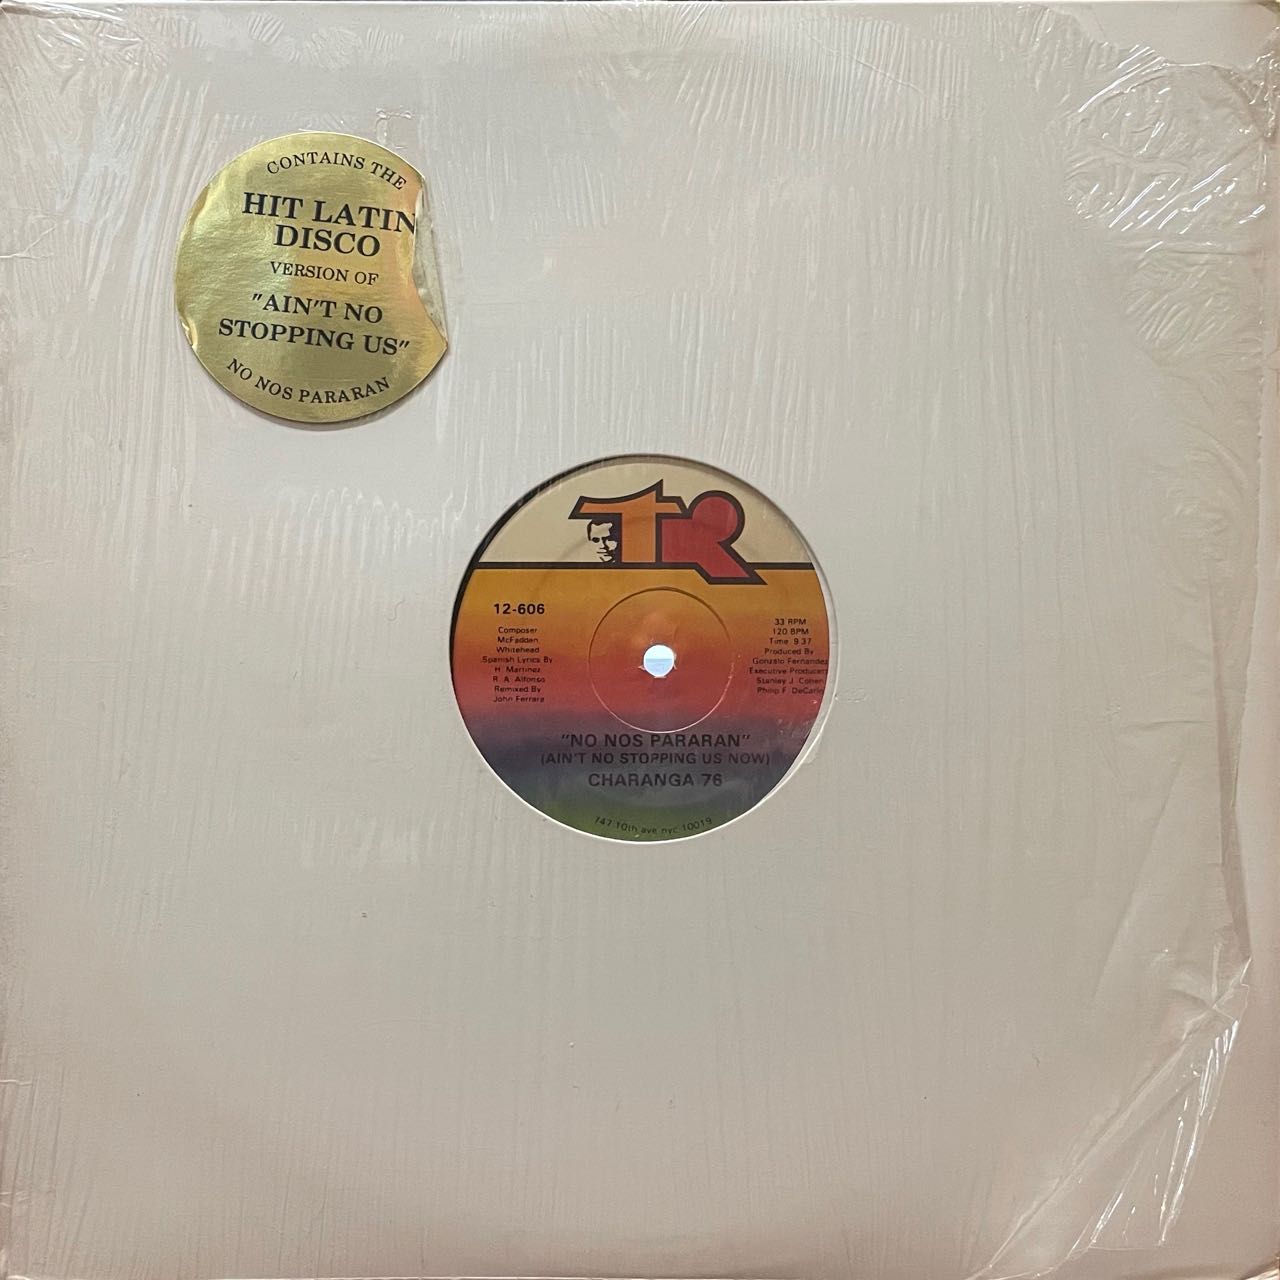 CONTAINS THE
HIT LATIN
DISCO
VERSION OF
"AIN'T NO
STOPPING US"
NO NOS PARARAN
TR
12-606
Composer
McFadden
Whitehead
Spanish Lyrics By
H. Martinez
R. A. Alfonso
Remixed By
John Ferrara
33 RPM
120 BPM
Time 9:37
Produced By
Gonzalo Fernandez
Executive Producers
Stanley J. Cohen
Philip F. DeCarlo
"NO NOS PARARAN"
(AIN'T NO STOPPING US NOW)
CHARANGA 76
747 10th ave nyc 10019